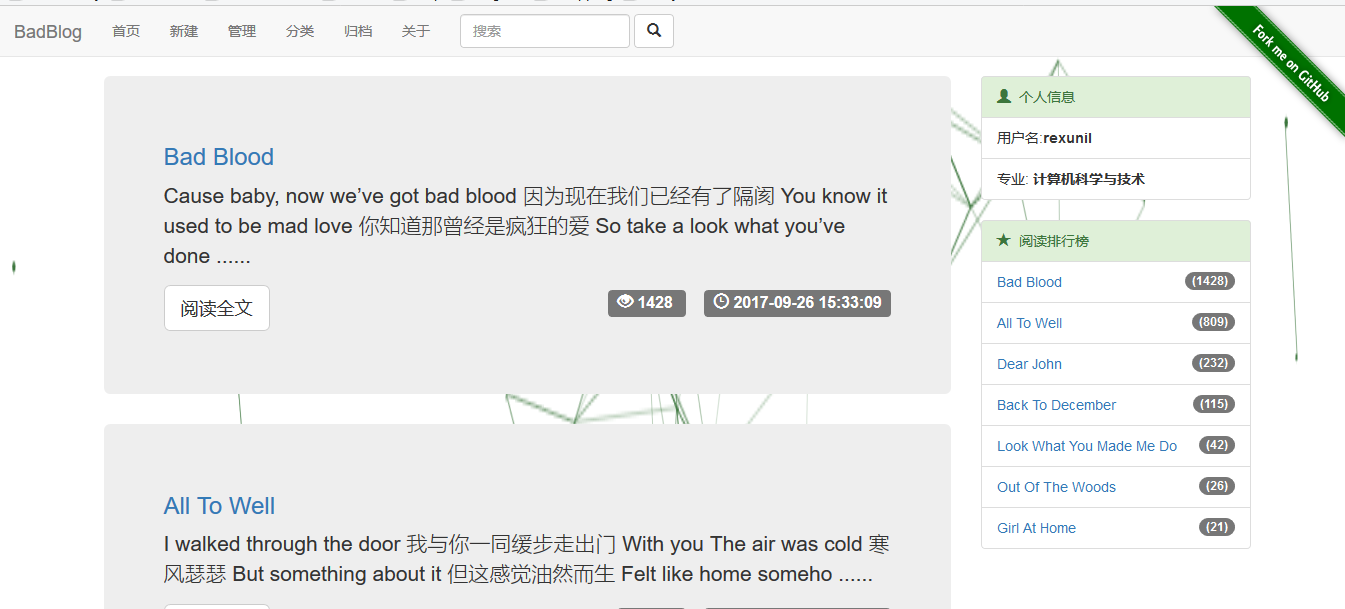 BadBlog 首页 新建 管理 分类 归档 关于 搜索
Fork me on GitHub
Bad Blood
Cause baby, now we’ve got bad blood 因为现在我们已经有了隔阂 You know it
used to be mad love 你知道那曾经是疯狂的爱 So take a look what you’ve
done ......
阅读全文 1428 2017-09-26 15:33:09
All To Well
I walked through the door 我与你一同缓步走出门 With you The air was cold 寒
风瑟瑟 But something about it 但这感觉油然而生 Felt like home someho ......
个人信息
用户名:rexunil
专业: 计算机科学与技术
阅读排行榜
Bad Blood (1428)
All To Well (809)
Dear John (232)
Back To December (115)
Look What You Made Me Do (42)
Out Of The Woods (26)
Girl At Home (21)